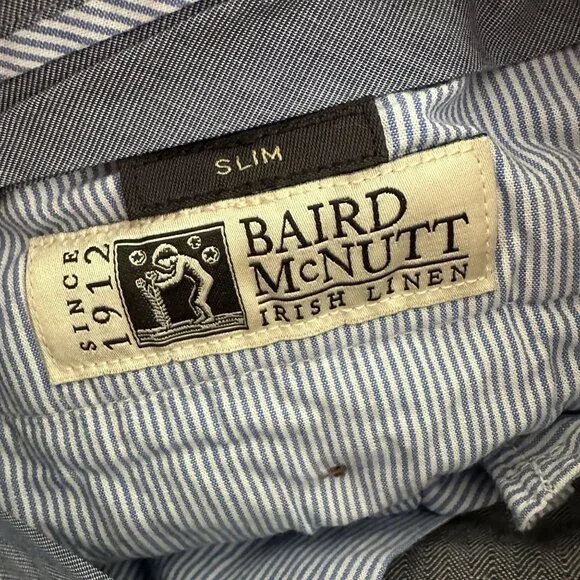 SLIM
SINCE
1912
BAIRD
McNUTT
IRISH LINEN